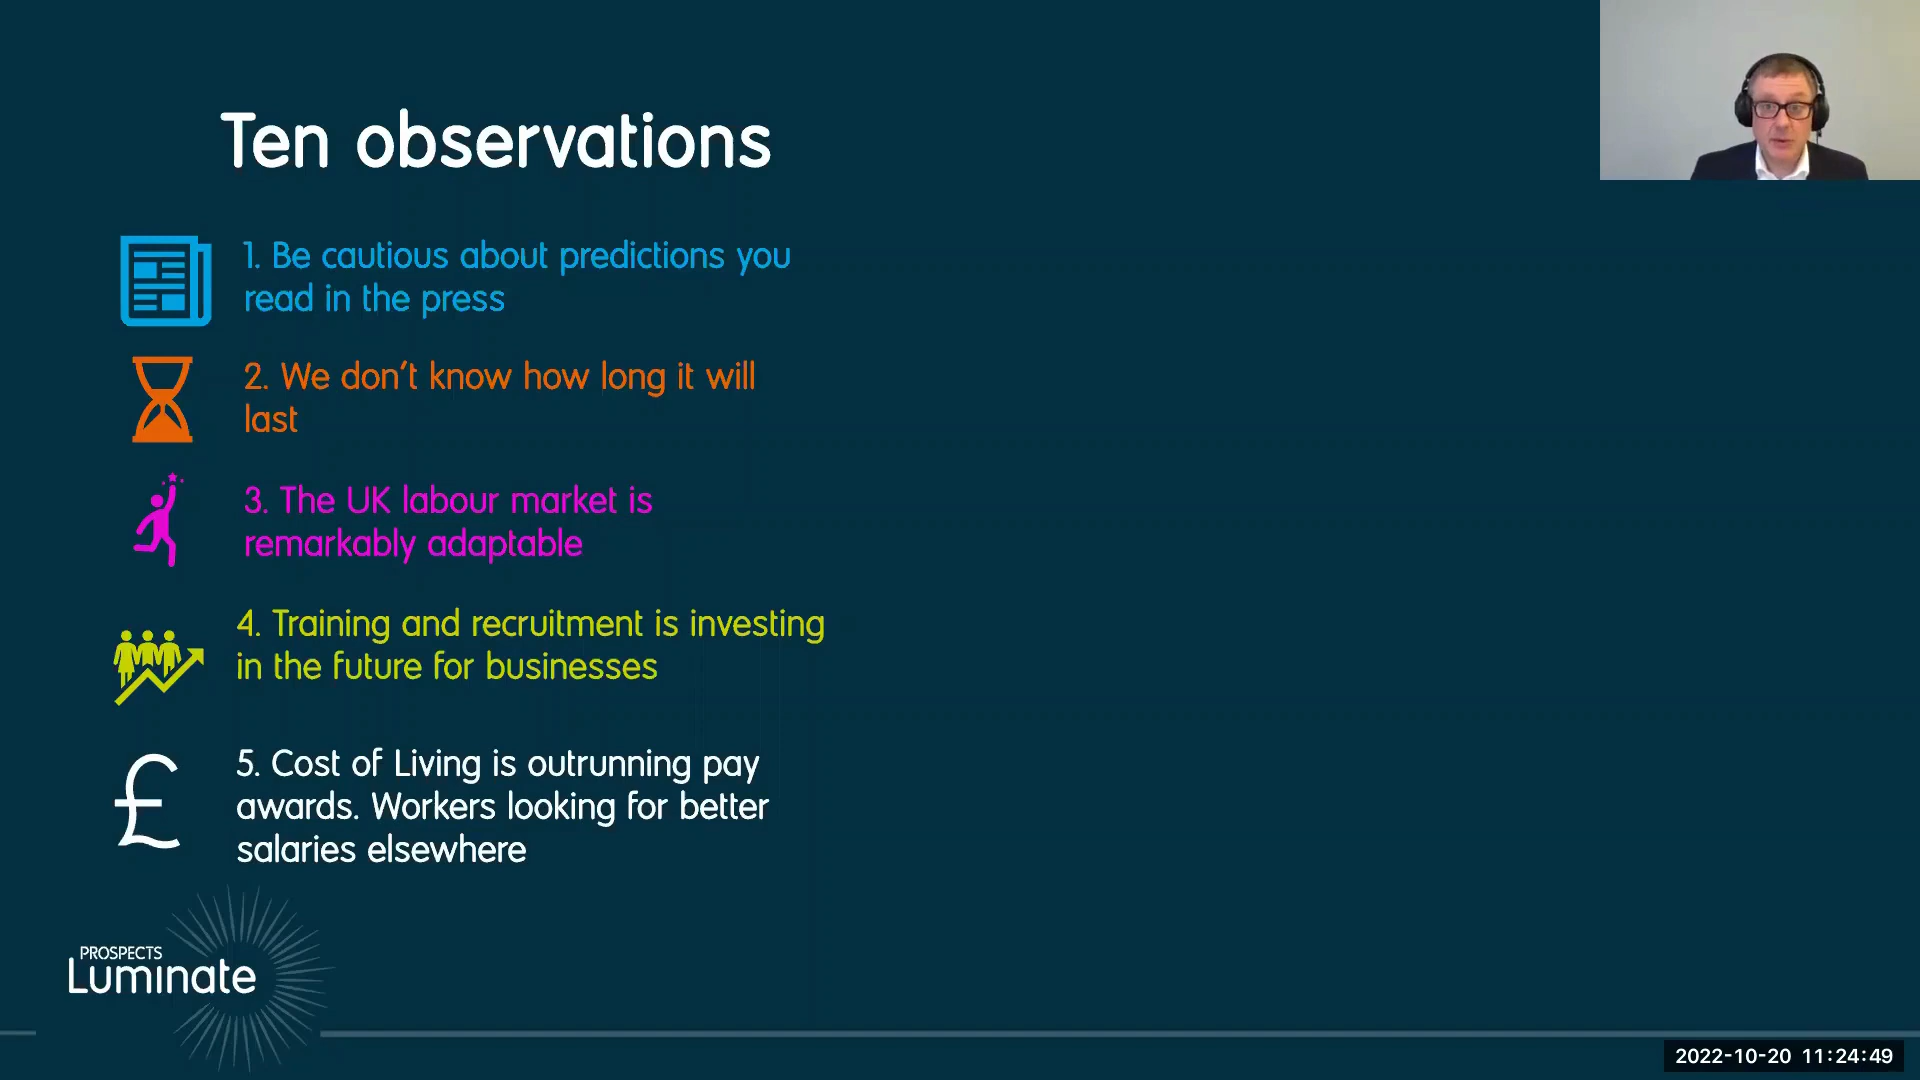 Ten observations
1. Be cautious about predictions you
read in the press
2. We don't know how long it will
last
3. The UK labour market is
remarkably adaptable
4. Training and recruitment is investing
in the future for businesses
£
5. Cost of Living is outrunning pay
awards. Workers looking for better
salaries elsewhere
PROSPECTS
Luminate
2022-10-20 11:24:49